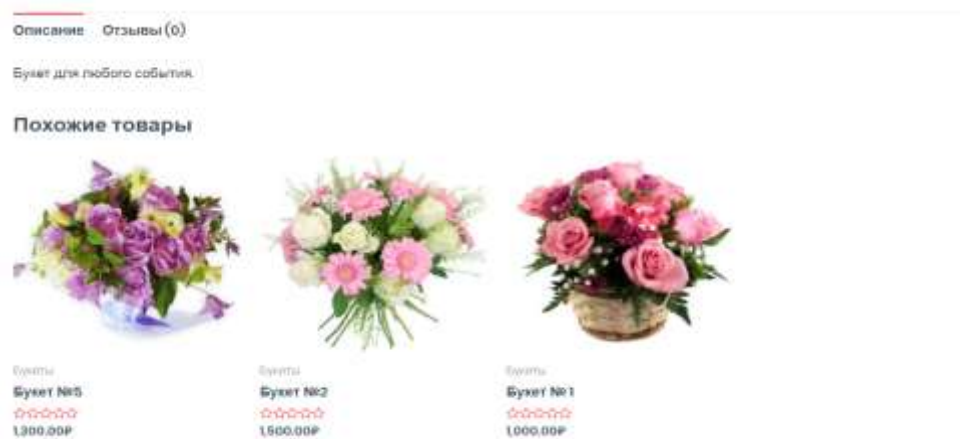 Описание Отзывы (0)
Букет для любого события.
Похожие товары
Букеты Букеты Букеты
Букет №5 Букет №2 Букет №1
1,300.00₽ 1,500.00₽ 1,000.00₽